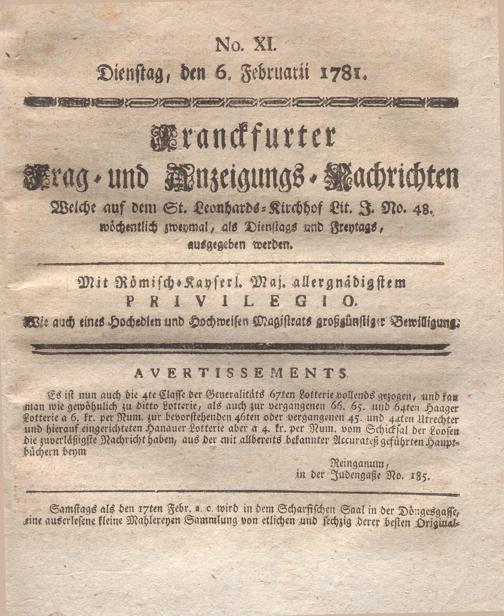 No. XI.
Dienstag, den 6. Februarii 1781.
Franckfurter
Frag- und Anzeigungs-Nachrichten
Welche auf dem St. Leonhards-Kirchhof Lit. J. No. 48.
wöchentlich zweymal, als Dienstags und Freytags,
ausgegeben werden.
Mit Römisch-Kayserl. Maj. allergnädigstem
PRIVILEGIO.
Wie auch eines Hochedlen und Hochweisen Magistrats großgünstiger Bewilligung.
AVERTISSEMENTS
Es ist nun auch die 4te Classe der Generalitäts 67ten Lotterie vollends gezogen, und kan
man wie gewöhnlich zu ditto Lotterie, als auch zur vergangenen 66. 65. und 64ten Haager
Lotterie a 6. kr. per Num. zur bevorstehenden 46ten oder vergangenen 45. und 44ten Utrechter
und hierauf eingerichteten Hanauer Lotterie aber a 4. kr. per Num. vom Schicksal der Loosen
die zuverläßigste Nachricht haben, aus der mit allbereits bekannter Accurateß geführten Haupt-
büchern beym
Reinganum,
in der Judengaße No. 185.
Samstags als den 17ten Febr. a. c. wird in dem Scharfischen Saal in der Döngesgasse,
eine auserlesene kleine Mahlereyen Sammlung von etlichen und sechzig derer besten Original-